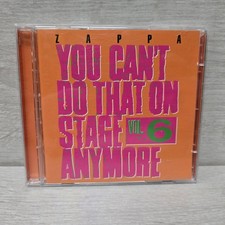 ZAPPA
YOU CAN'T
DO THAT ON
STAGE VOL. 6
ANYMORE